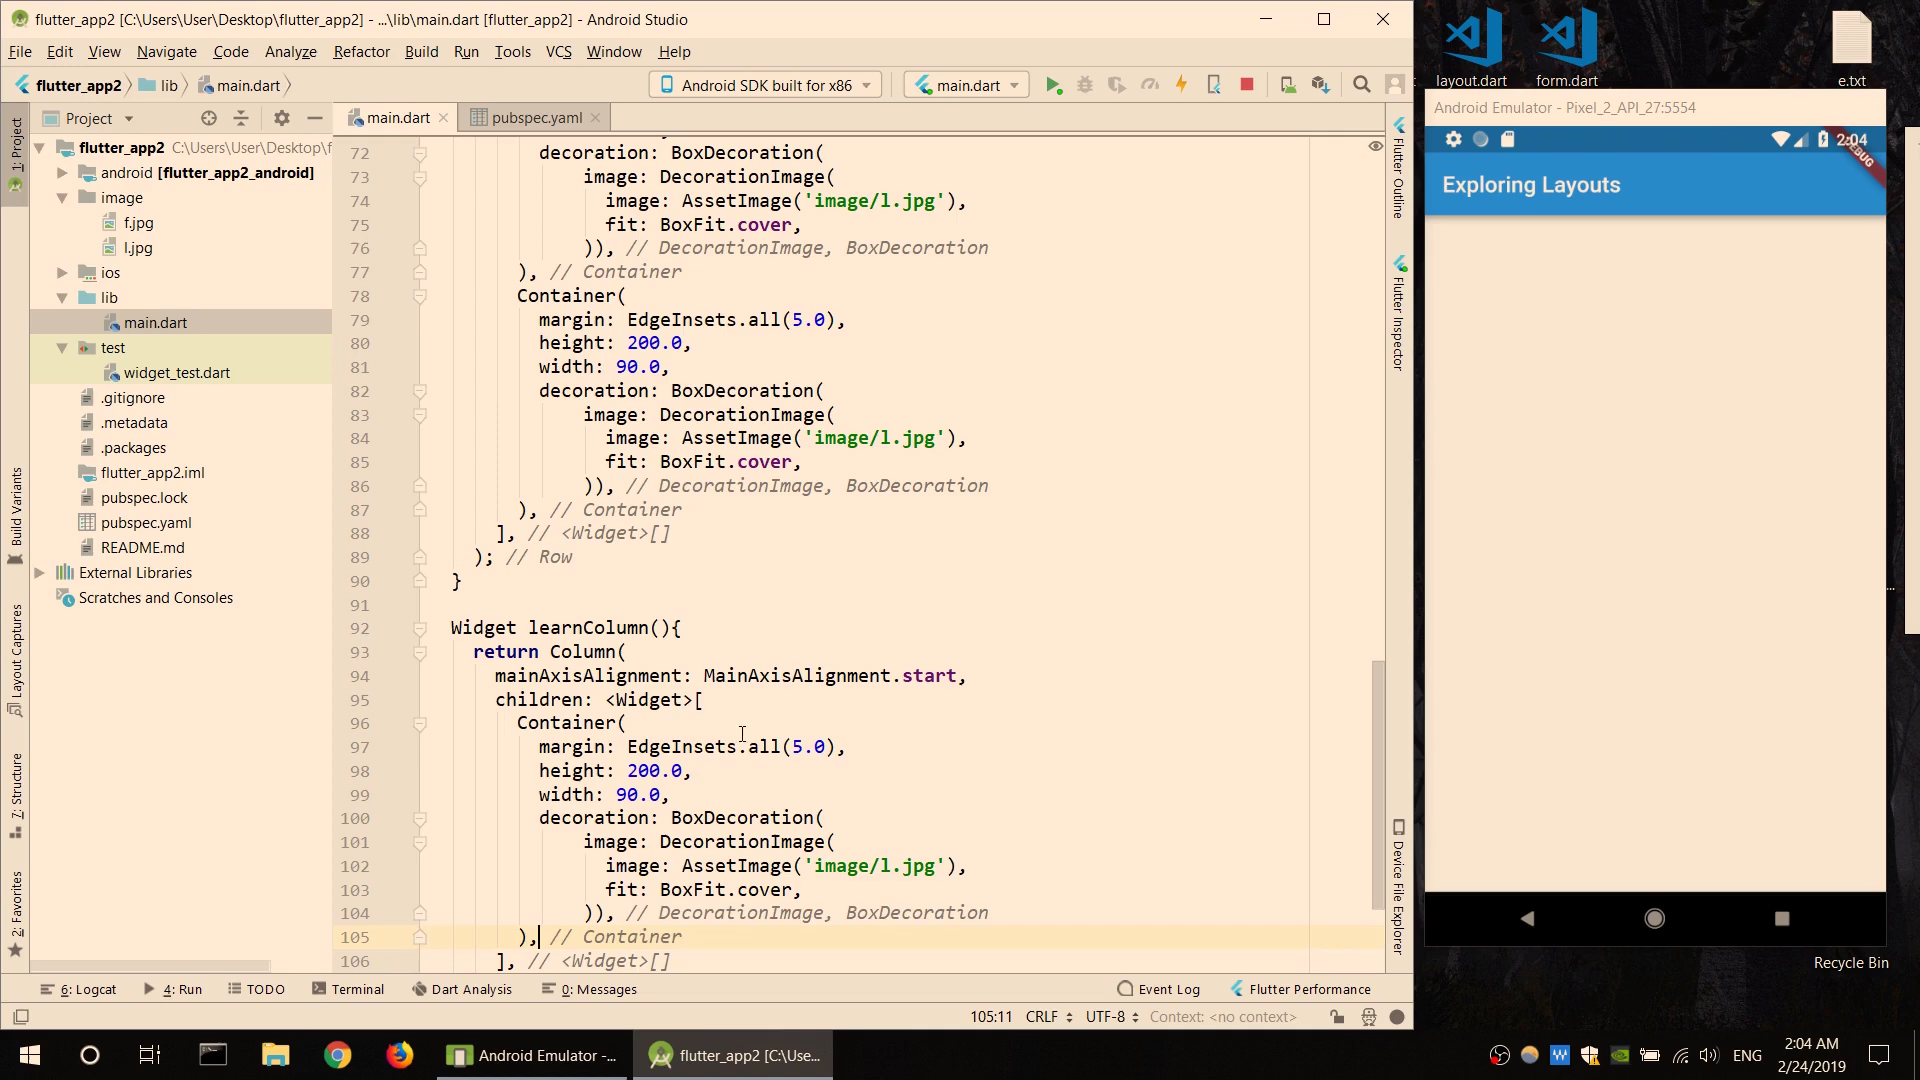 flutter_app2 [C:\Users\User\Desktop\flutter_app2] - ...\lib\main.dart [flutter_app2] - Android Studio
File Edit View Navigate Code Analyze Refactor Build Run Tools VCS Window Help
flutter_app2 lib main.dart
Android SDK built for x86
main.dart
Project
main.dart
pubspec.yaml
flutter_app2 C:\Users\User\Desktop\f
android [flutter_app2_android]
image
f.jpg
l.jpg
ios
lib
main.dart
test
widget_test.dart
.gitignore
.metadata
.packages
flutter_app2.iml
pubspec.lock
pubspec.yaml
README.md
External Libraries
Scratches and Consoles
1: Project
Build Variants
Layout Captures
7: Structure
2: Favorites
72 decoration: BoxDecoration(
73 image: DecorationImage(
74 image: AssetImage('image/l.jpg'),
75 fit: BoxFit.cover,
76 )), // DecorationImage, BoxDecoration
77 ), // Container
78 Container(
79 margin: EdgeInsets.all(5.0),
80 height: 200.0,
81 width: 90.0,
82 decoration: BoxDecoration(
83 image: DecorationImage(
84 image: AssetImage('image/l.jpg'),
85 fit: BoxFit.cover,
86 )), // DecorationImage, BoxDecoration
87 ), // Container
88 ], // <Widget>[]
89 ); // Row
90 }
91
92 Widget learnColumn(){
93 return Column(
94 mainAxisAlignment: MainAxisAlignment.start,
95 children: <Widget>[
96 Container(
97 margin: EdgeInsets.all(5.0),
98 height: 200.0,
99 width: 90.0,
100 decoration: BoxDecoration(
101 image: DecorationImage(
102 image: AssetImage('image/l.jpg'),
103 fit: BoxFit.cover,
104 )), // DecorationImage, BoxDecoration
105 ), // Container
106 ], // <Widget>[]
Flutter Outline
Flutter Inspector
Device File Explorer
6: Logcat 4: Run TODO Terminal Dart Analysis 0: Messages Event Log Flutter Performance
105:11 CRLF UTF-8 Context: <no context>
layout.dart
form.dart
e.txt
Android Emulator - Pixel_2_API_27:5554
2:04
DEBUG
Exploring Layouts
...
Recycle Bin
Android Emulator -...
flutter_app2 [C:\Use...
ENG
2:04 AM
2/24/2019